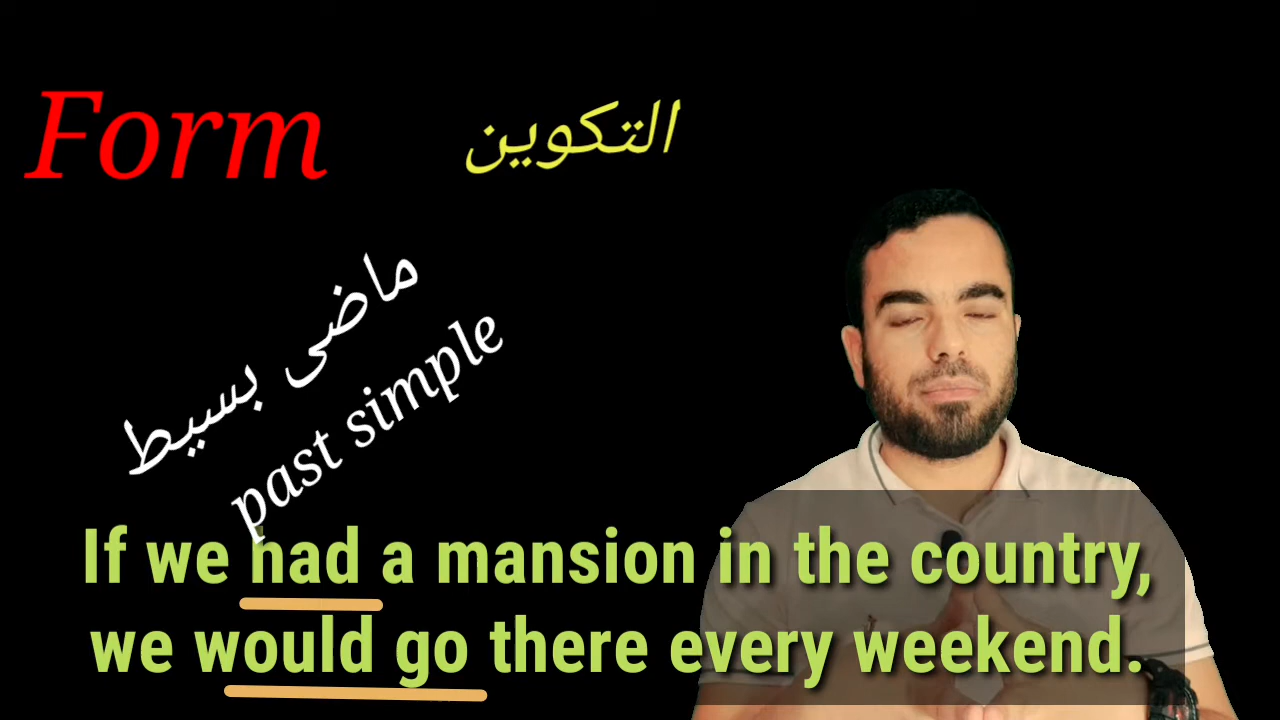 Form
التكوين
ماضى بسيط
past simple
If we had a mansion in the country,
we would go there every weekend.